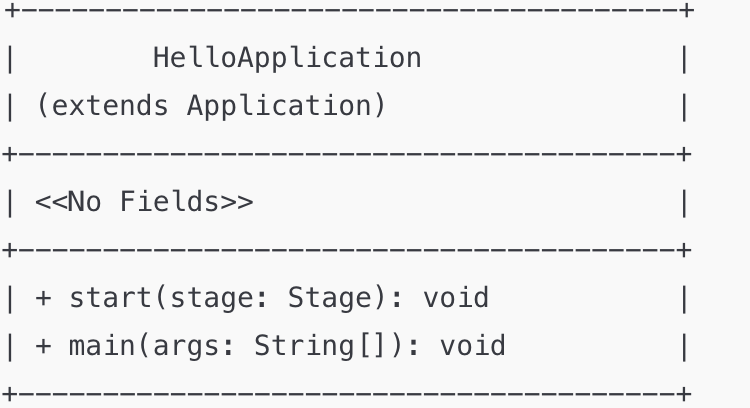 +---------------------------------------+
|        HelloApplication               |
| (extends Application)                 |
+---------------------------------------+
| <<No Fields>>                         |
+---------------------------------------+
| + start(stage: Stage): void           |
| + main(args: String[]): void          |
+---------------------------------------+